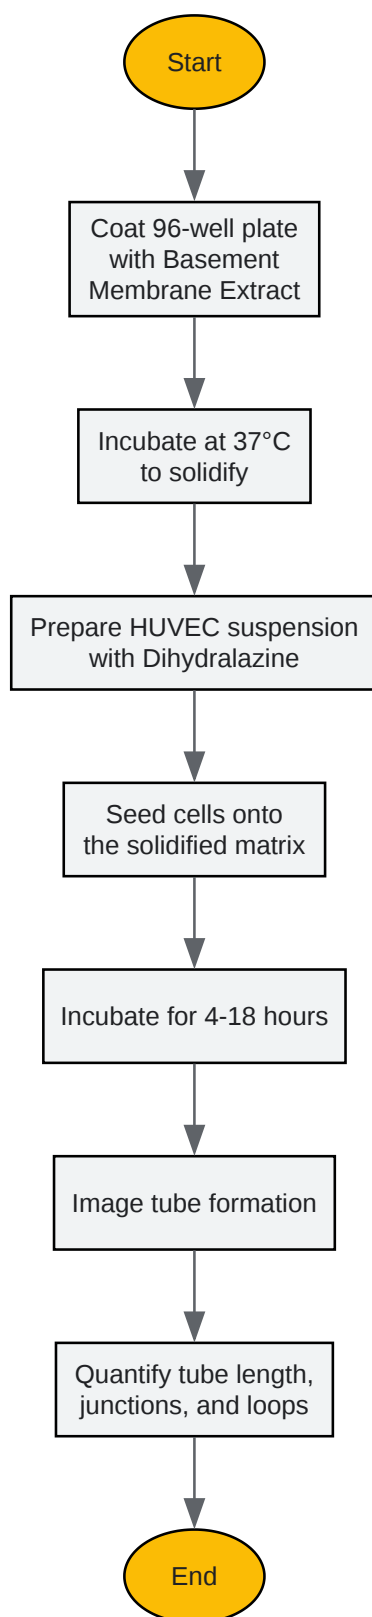 Start
Coat 96-well plate
with Basement
Membrane Extract
Incubate at 37°C
to solidify
Prepare HUVEC suspension
with Dihydralazine
Seed cells onto
the solidified matrix
Incubate for 4-18 hours
Image tube formation
Quantify tube length,
junctions, and loops
End